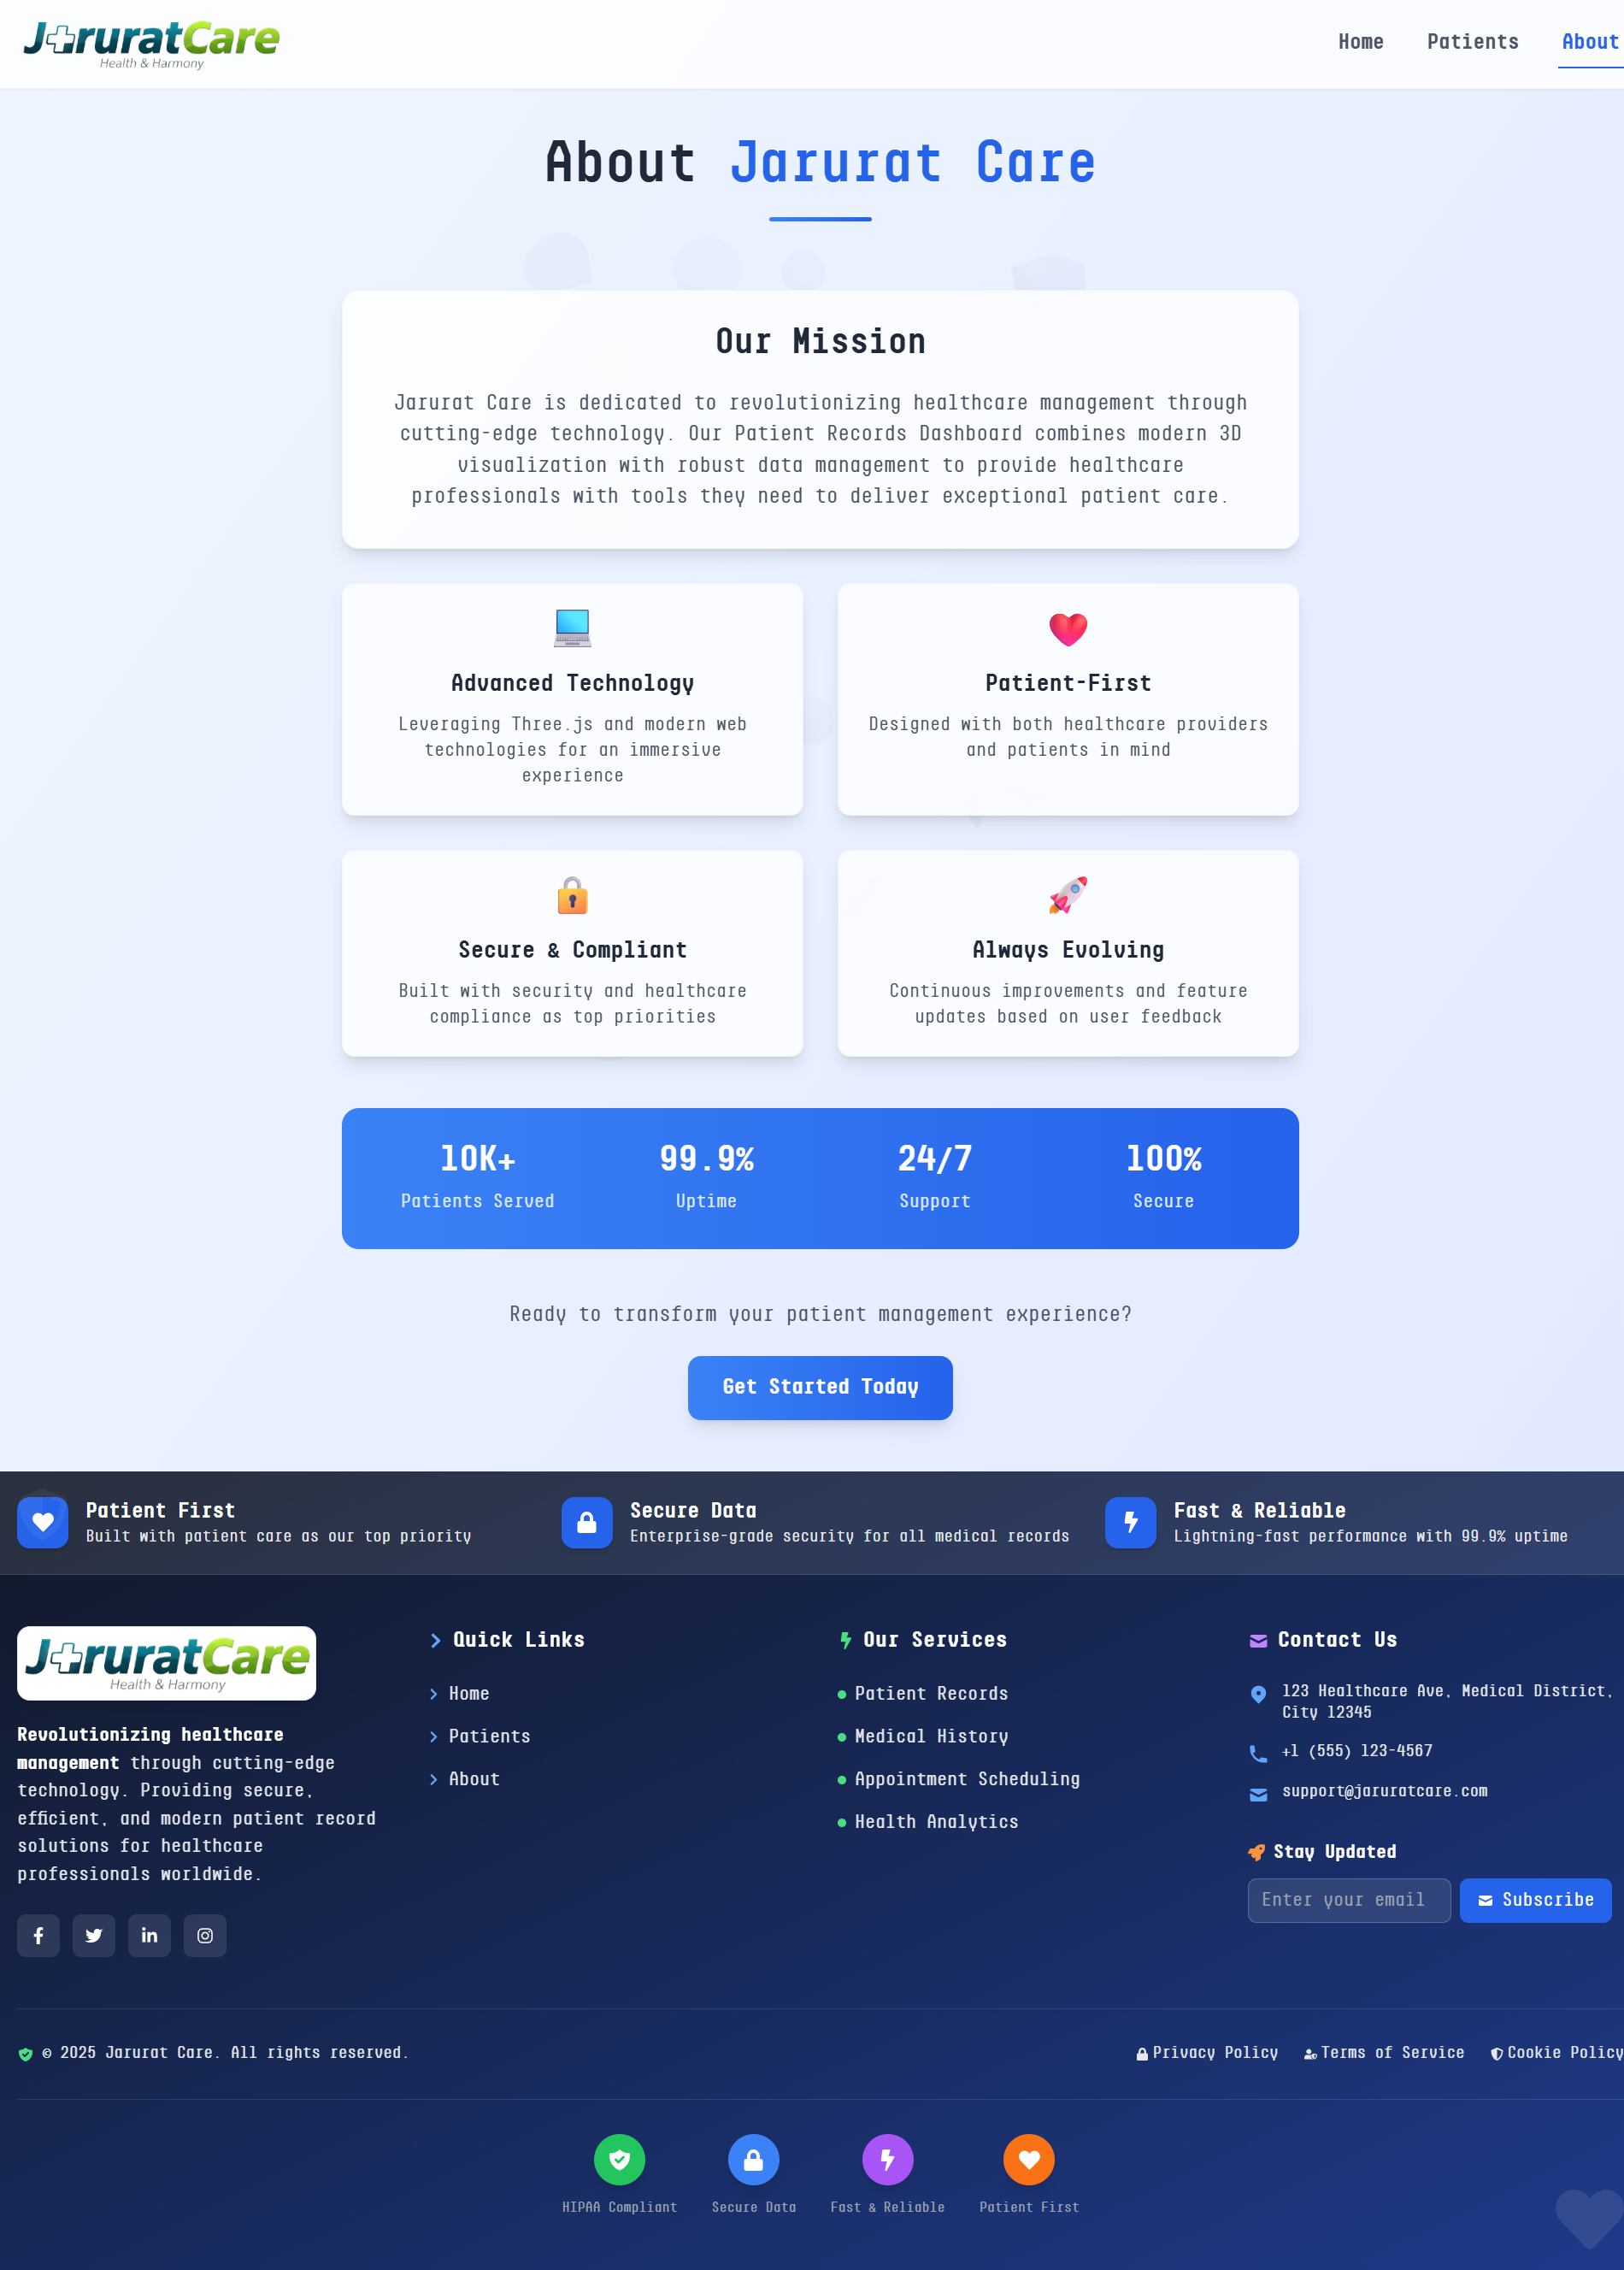 JaruratCare
Health & Harmony
Home
Patients
About
About Jarurat Care
Our Mission
Jarurat Care is dedicated to revolutionizing healthcare management through
cutting-edge technology. Our Patient Records Dashboard combines modern 3D
visualization with robust data management to provide healthcare
professionals with tools they need to deliver exceptional patient care.
Advanced Technology
Leveraging Three.js and modern web
technologies for an immersive
experience
Patient-First
Designed with both healthcare providers
and patients in mind
Secure & Compliant
Built with security and healthcare
compliance as top priorities
Always Evolving
Continuous improvements and feature
updates based on user feedback
10K+
Patients Served
99.9%
Uptime
24/7
Support
100%
Secure
Ready to transform your patient management experience?
Get Started Today
Patient First
Built with patient care as our top priority
Secure Data
Enterprise-grade security for all medical records
Fast & Reliable
Lightning-fast performance with 99.9% uptime
JaruratCare
Health & Harmony
Revolutionizing healthcare
management through cutting-edge
technology. Providing secure,
efficient, and modern patient record
solutions for healthcare
professionals worldwide.
Quick Links
Home
Patients
About
Our Services
Patient Records
Medical History
Appointment Scheduling
Health Analytics
Contact Us
123 Healthcare Ave, Medical District,
City 12345
+1 (555) 123-4567
support@jaruratcare.com
Stay Updated
Enter your email
Subscribe
© 2025 Jarurat Care. All rights reserved.
Privacy Policy
Terms of Service
Cookie Policy
HIPAA Compliant
Secure Data
Fast & Reliable
Patient First